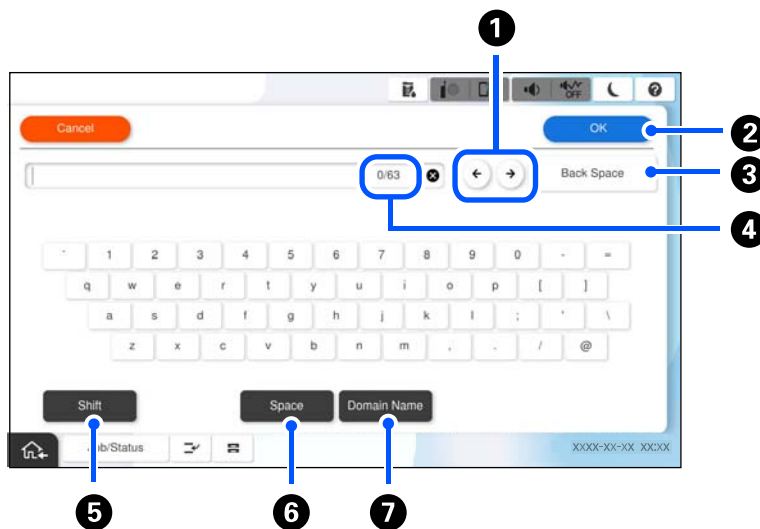 1
OFF
Cancel
OK
2
0/63
Back Space
3
4
` 1 2 3 4 5 6 7 8 9 0 - =
q w e r t y u i o p [ ]
a s d f g h j k l ; ' \
z x c v b n m , . / @
Shift
Space
Domain Name
/Status
XXXX-XX-XX XX:XX
5
6
7